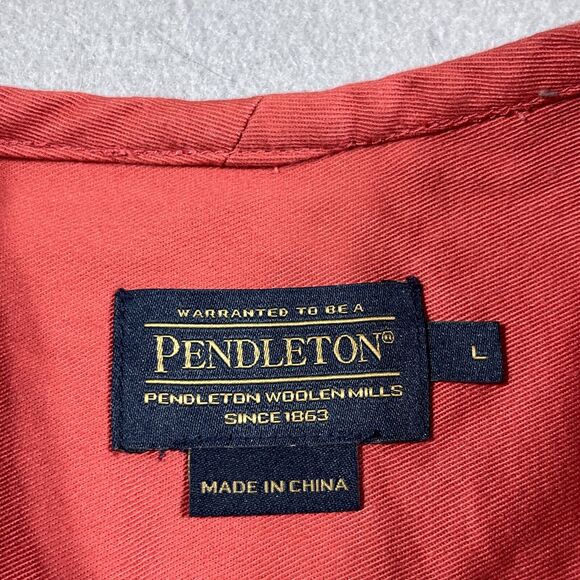 WARRANTED TO BE A
PENDLETON®
PENDLETON WOOLEN MILLS
SINCE 1863
L
MADE IN CHINA